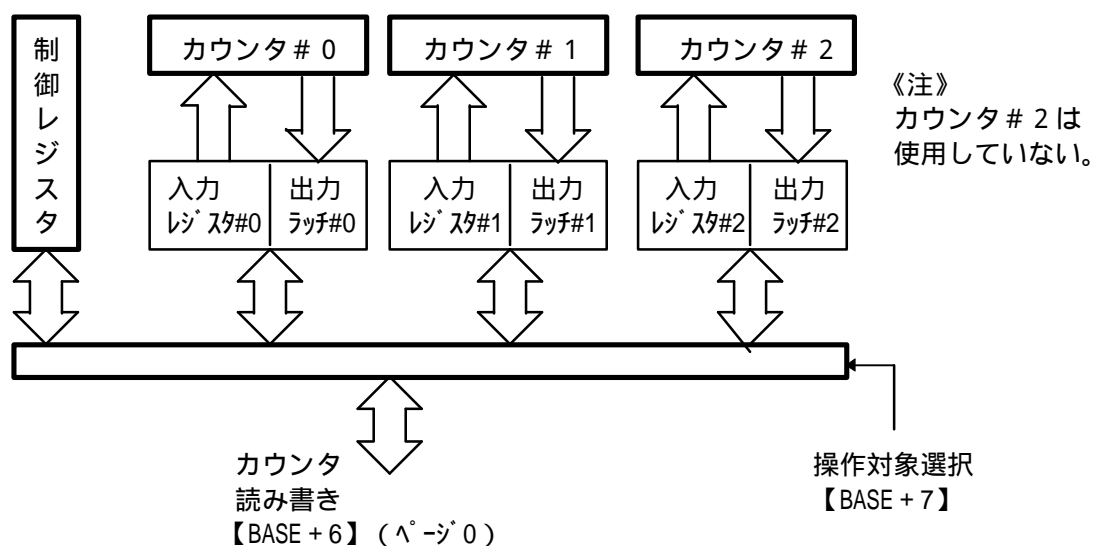 制御レジスタ
カウンタ＃０
カウンタ＃１
カウンタ＃２
《注》
カウンタ＃２は
使用していない。
入力
ﾚｼﾞｽﾀ#0
出力
ﾗｯﾁ#0
入力
ﾚｼﾞｽﾀ#1
出力
ﾗｯﾁ#1
入力
ﾚｼﾞｽﾀ#2
出力
ﾗｯﾁ#2
カウンタ
読み書き
【BASE＋6】（ﾍﾟｰｼﾞ0）
操作対象選択
【BASE＋7】